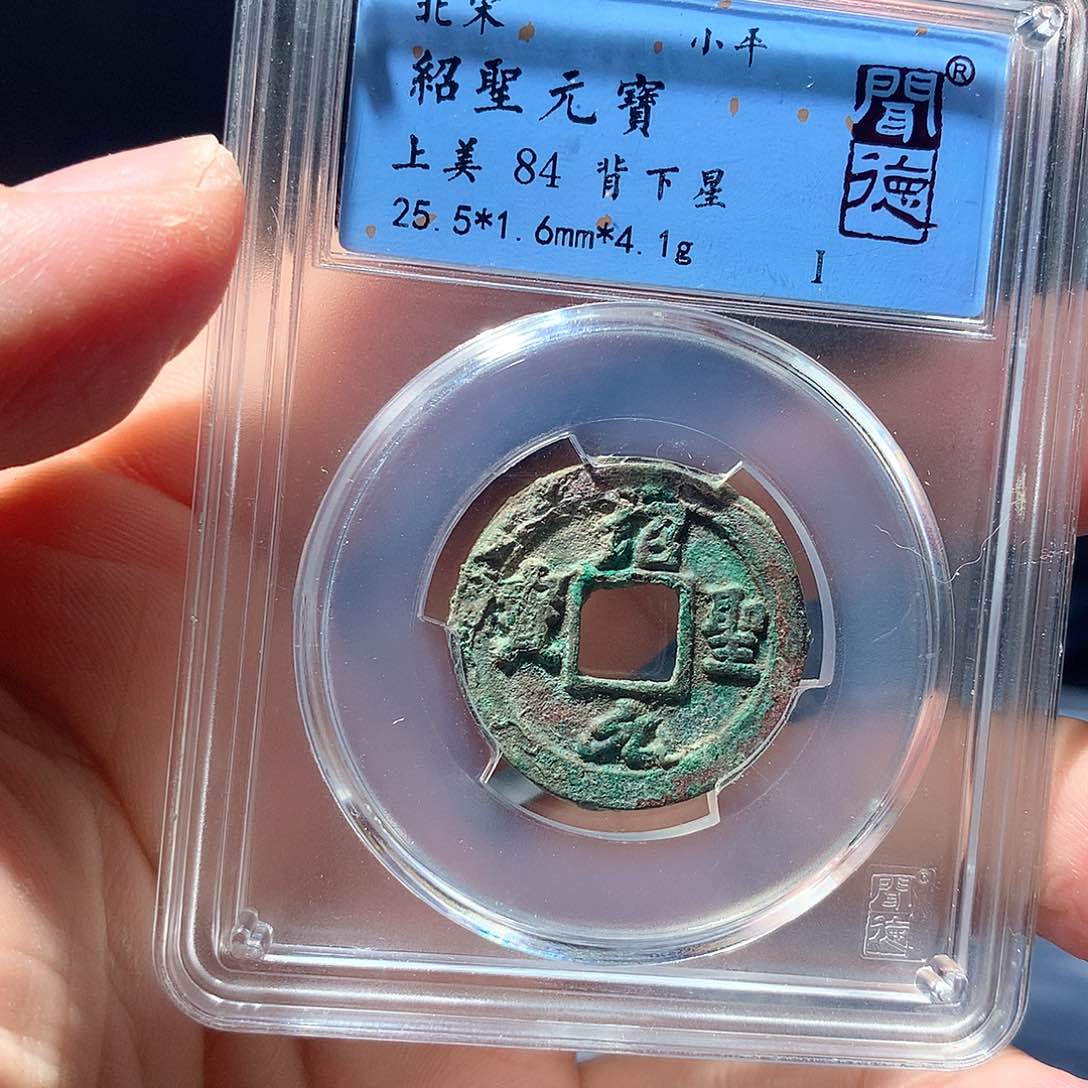 北宋 小平
紹聖元寶
上美 84 背下星
25.5*1.6mm*4.1g
I
聞德®
紹聖元寶
聞德